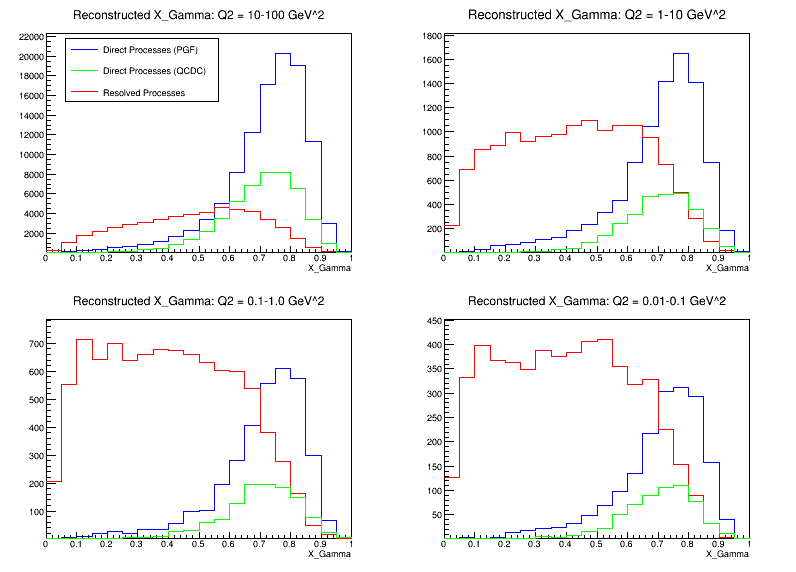 Reconstructed X_Gamma: Q2 = 10-100 GeV^2
22000
20000
18000
16000
14000
12000
10000
8000
6000
4000
2000
Direct Processes (PGF)
Direct Processes (QCDC)
Resolved Processes
0 0.1 0.2 0.3 0.4 0.5 0.6 0.7 0.8 0.9 1
X_Gamma
Reconstructed X_Gamma: Q2 = 1-10 GeV^2
1800
1600
1400
1200
1000
800
600
400
200
0 0.1 0.2 0.3 0.4 0.5 0.6 0.7 0.8 0.9 1
X_Gamma
Reconstructed X_Gamma: Q2 = 0.1-1.0 GeV^2
700
600
500
400
300
200
100
0 0.1 0.2 0.3 0.4 0.5 0.6 0.7 0.8 0.9 1
X_Gamma
Reconstructed X_Gamma: Q2 = 0.01-0.1 GeV^2
450
400
350
300
250
200
150
100
50
0 0.1 0.2 0.3 0.4 0.5 0.6 0.7 0.8 0.9 1
X_Gamma